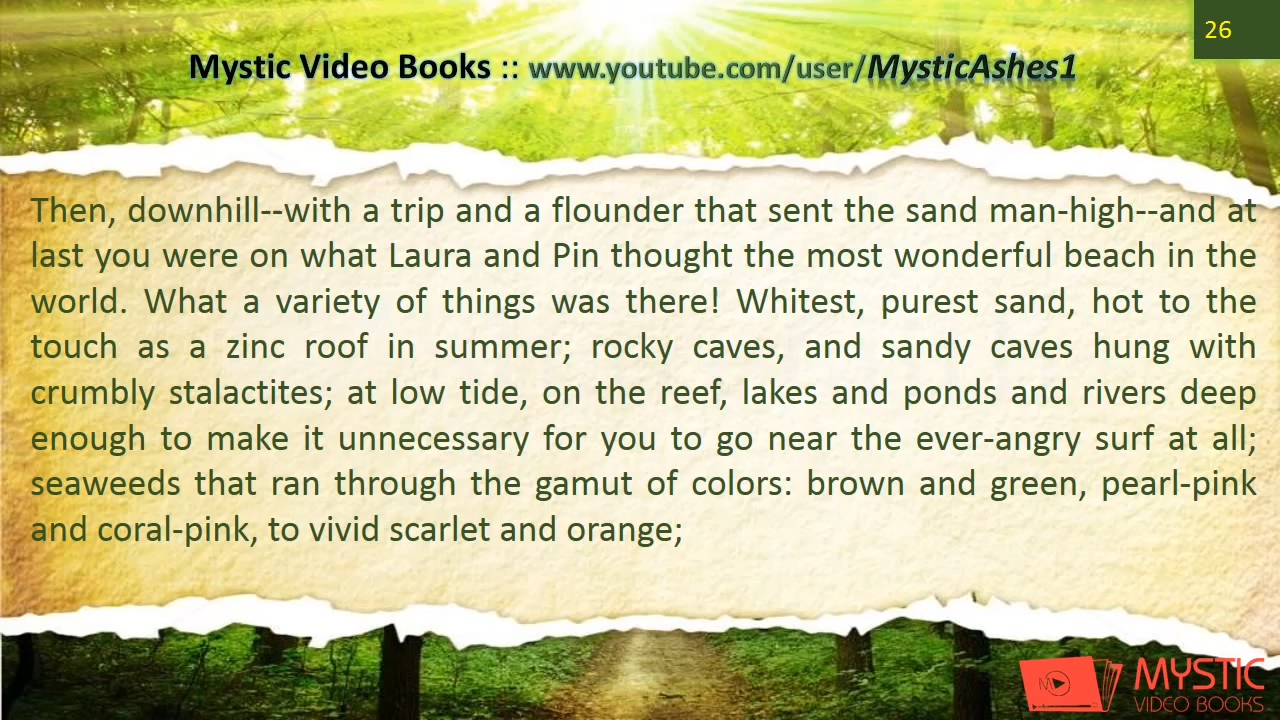 26
Mystic Video Books :: www.youtube.com/user/MysticAshes1
Then, downhill--with a trip and a flounder that sent the sand man-high--and at
last you were on what Laura and Pin thought the most wonderful beach in the
world. What a variety of things was there! Whitest, purest sand, hot to the
touch as a zinc roof in summer; rocky caves, and sandy caves hung with
crumbly stalactites; at low tide, on the reef, lakes and ponds and rivers deep
enough to make it unnecessary for you to go near the ever-angry surf at all;
seaweeds that ran through the gamut of colors: brown and green, pearl-pink
and coral-pink, to vivid scarlet and orange;
MYSTIC
VIDEO BOOKS